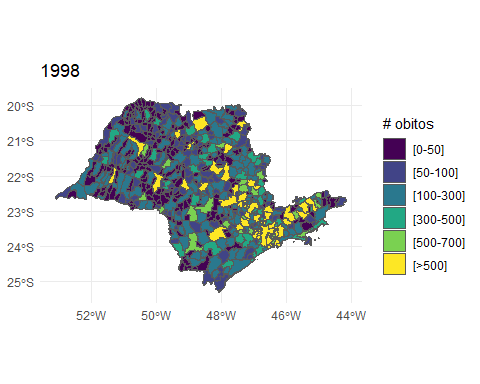 1998
20°S
21°S
22°S
23°S
24°S
25°S
52°W 50°W 48°W 46°W 44°W
# obitos
[0-50]
[50-100]
[100-300]
[300-500]
[500-700]
[>500]